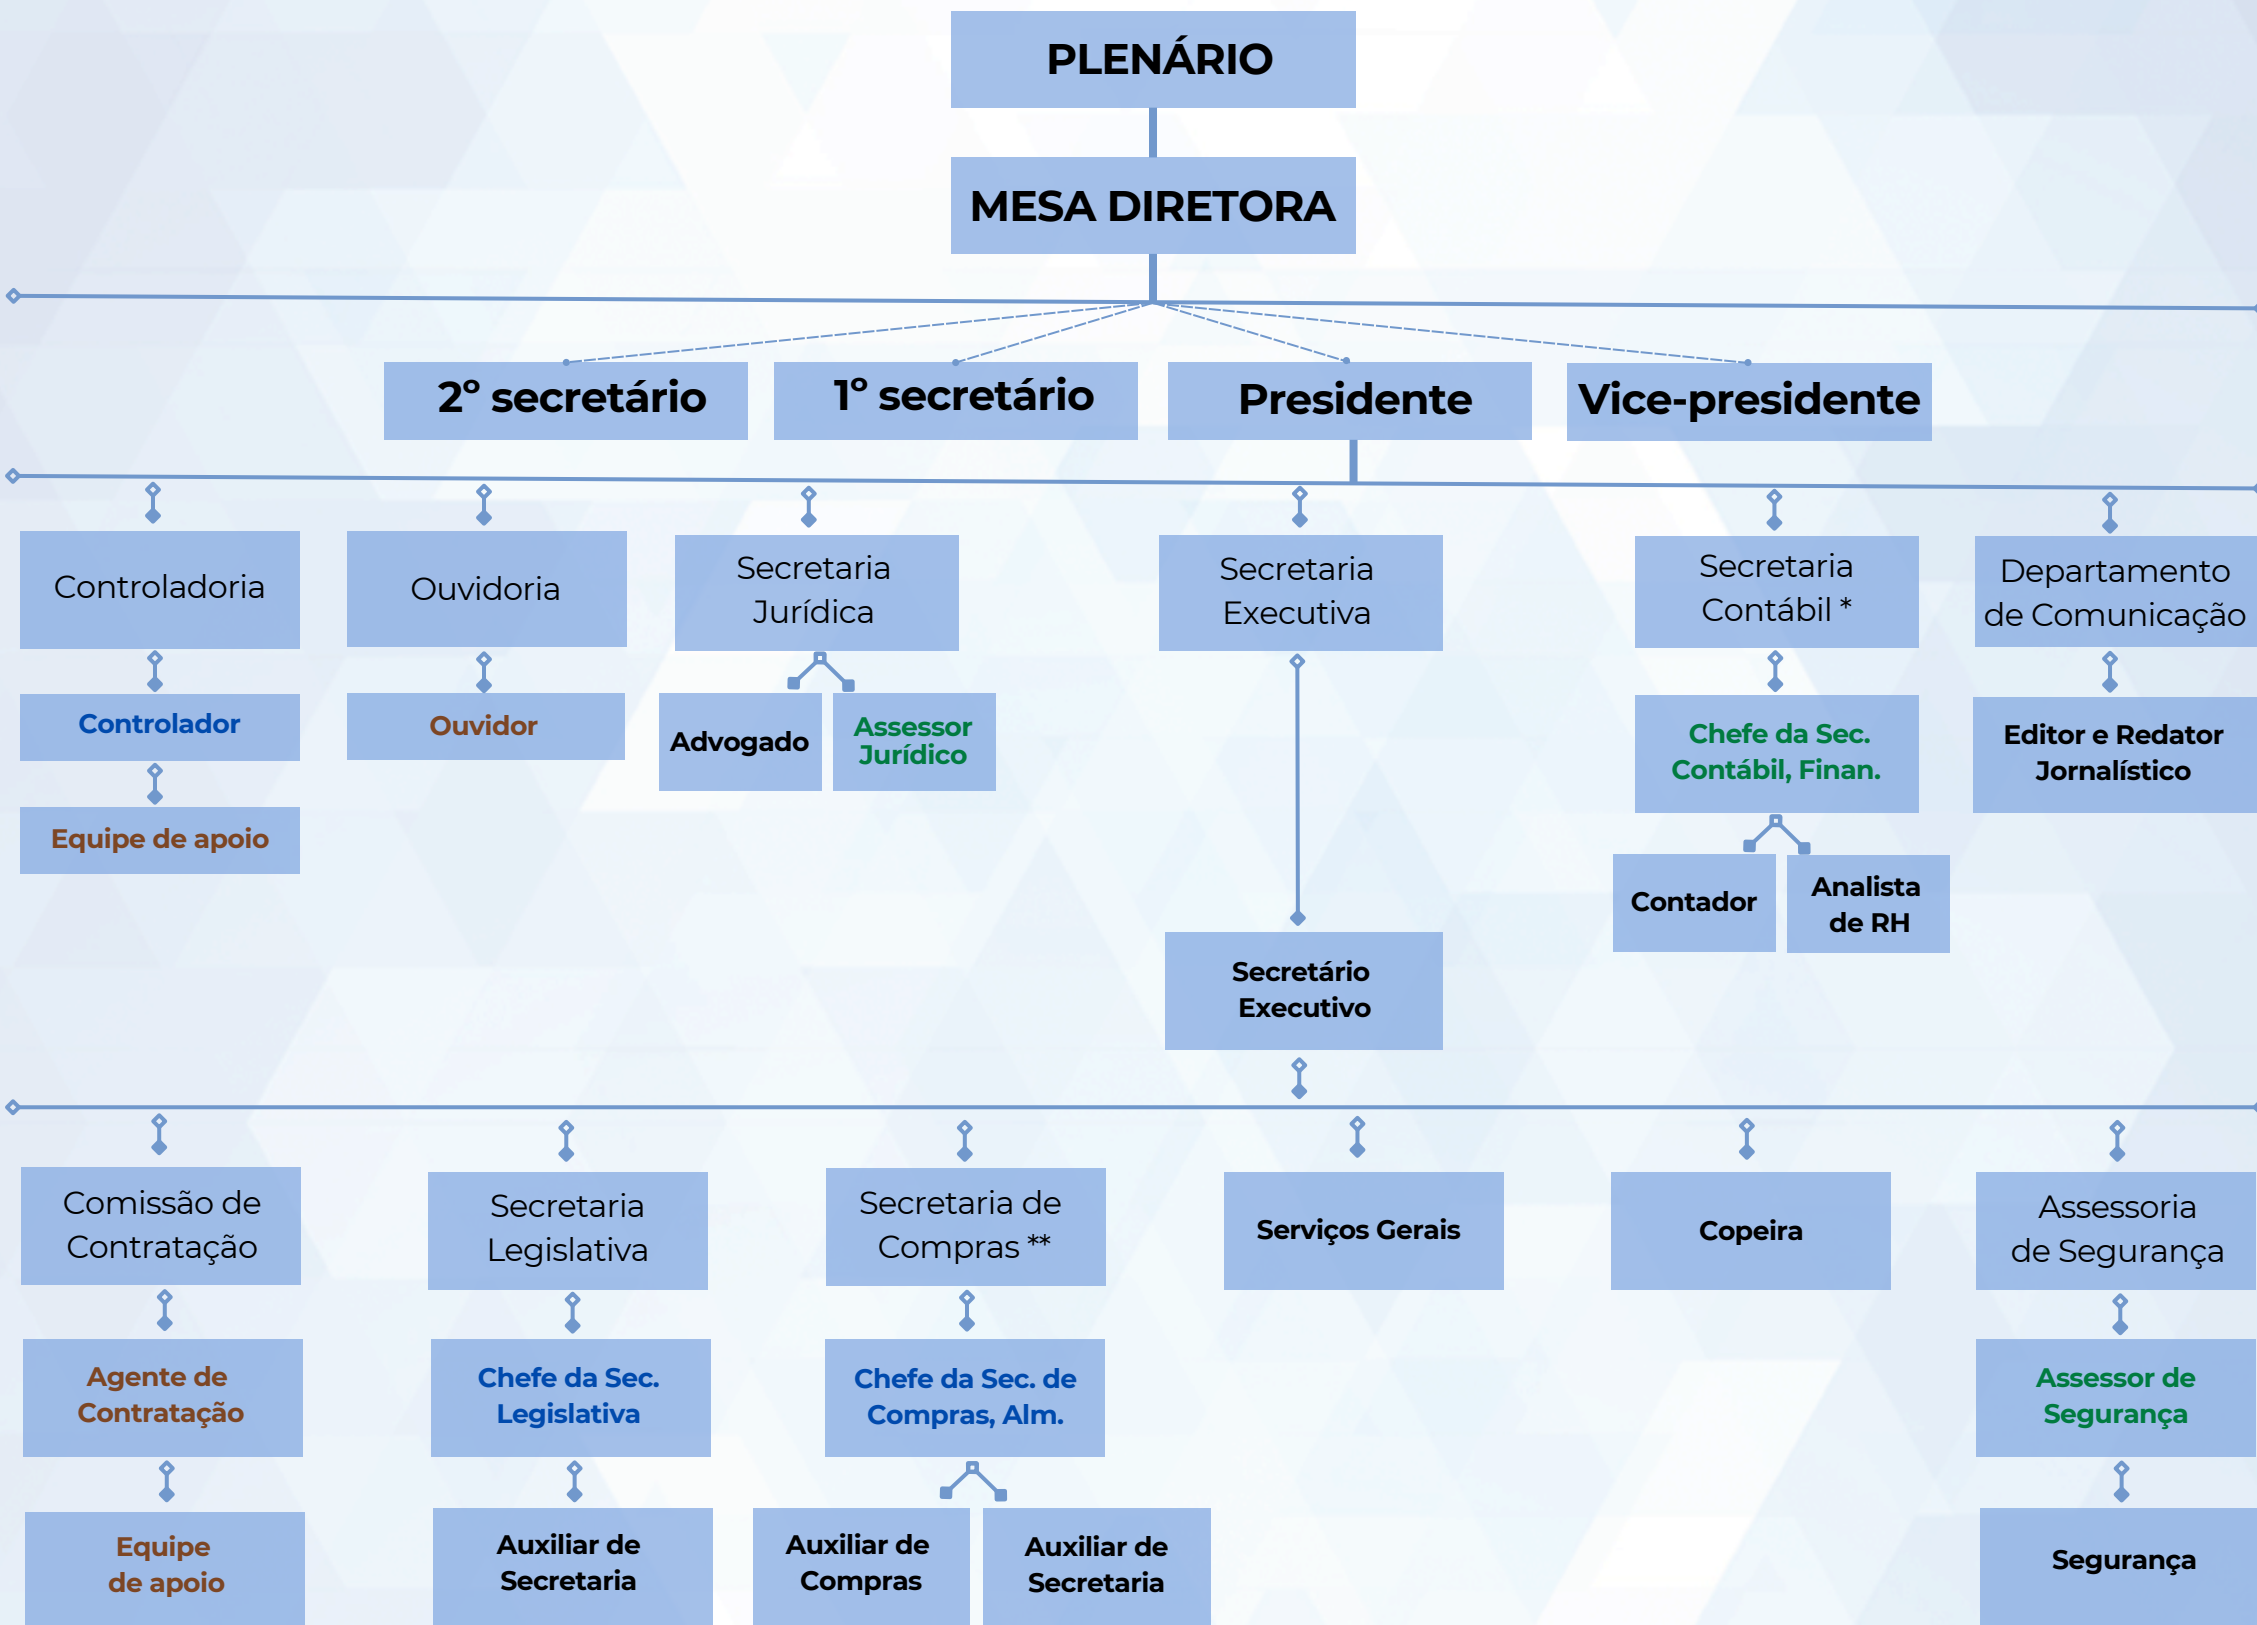 PLENÁRIO
MESA DIRETORA
2º secretário
1º secretário
Presidente
Vice-presidente
Controladoria
Ouvidoria
Secretaria
Jurídica
Secretaria
Executiva
Secretaria
Contábil *
Departamento
de Comunicação
Controlador
Ouvidor
Advogado
Assessor
Jurídico
Chefe da Sec.
Contábil, Finan.
Editor e Redator
Jornalístico
Equipe de apoio
Contador
Analista
de RH
Secretário
Executivo
Comissão de
Contratação
Secretaria
Legislativa
Secretaria de
Compras **
Serviços Gerais
Copeira
Assessoria
de Segurança
Agente de
Contratação
Chefe da Sec.
Legislativa
Chefe da Sec. de
Compras, Alm.
Assessor de
Segurança
Equipe
de apoio
Auxiliar de
Secretaria
Auxiliar de
Compras
Auxiliar de
Secretaria
Segurança